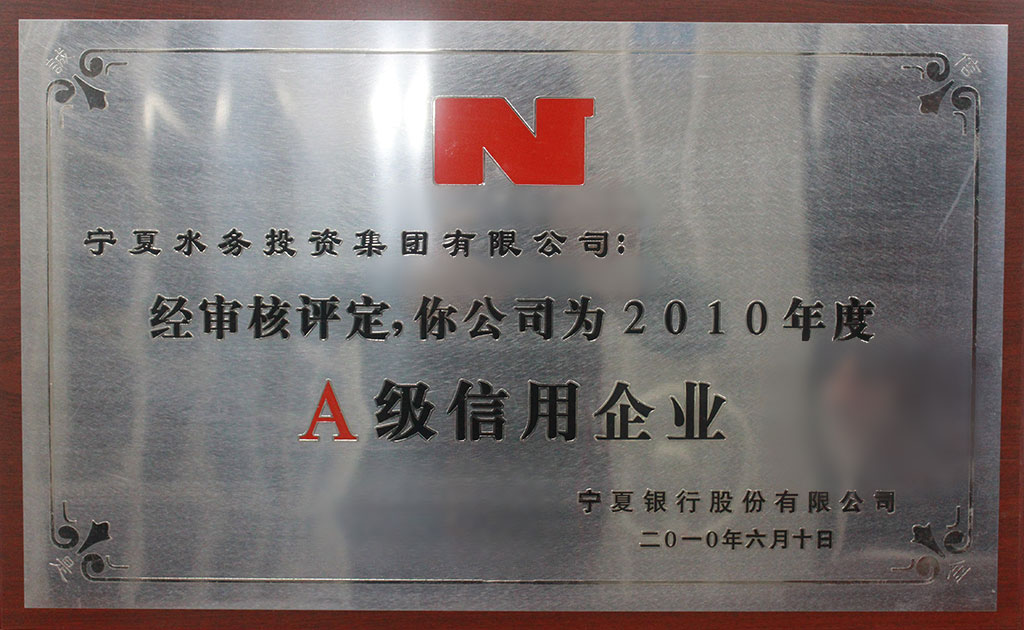 宁夏水务投资集团有限公司:
经审核评定,你公司为2010年度
A级信用企业
宁夏银行股份有限公司
二0一0年六月十日